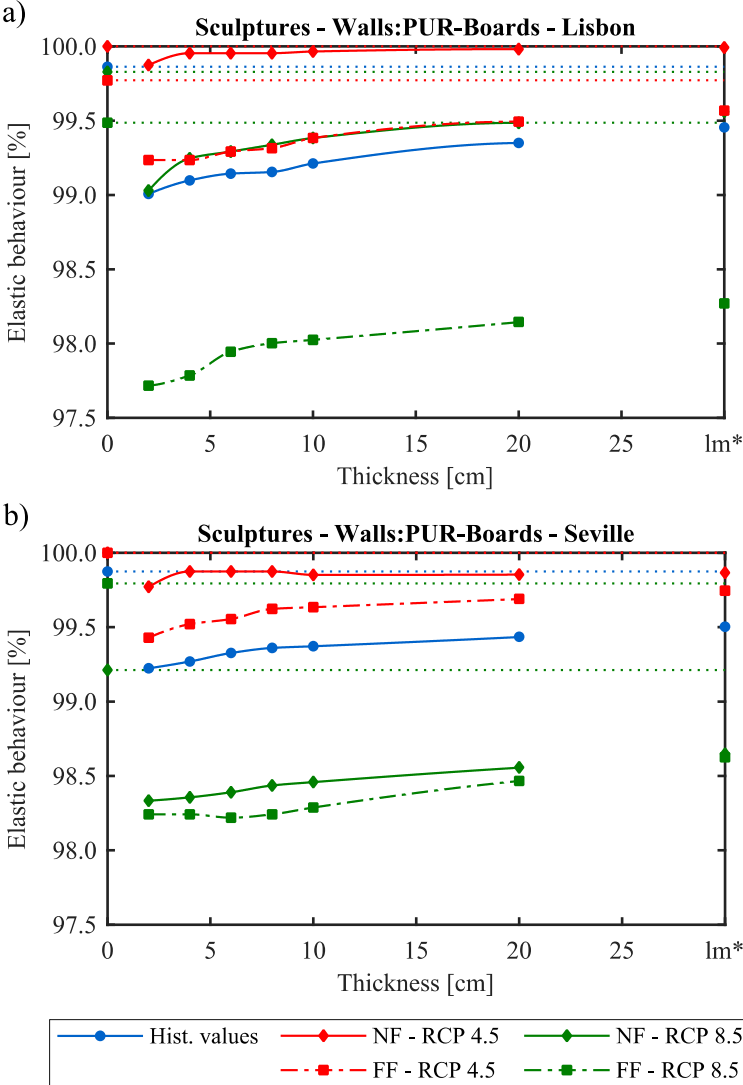 a)
Sculptures - Walls:PUR-Boards - Lisbon
Elastic behaviour [%]
100.0
99.5
99.0
98.5
98.0
97.5
0 5 10 15 20 25 lm*
Thickness [cm]
b)
Sculptures - Walls:PUR-Boards - Seville
Elastic behaviour [%]
100.0
99.5
99.0
98.5
98.0
97.5
0 5 10 15 20 25 lm*
Thickness [cm]
Hist. values NF - RCP 4.5 NF - RCP 8.5
FF - RCP 4.5 FF - RCP 8.5